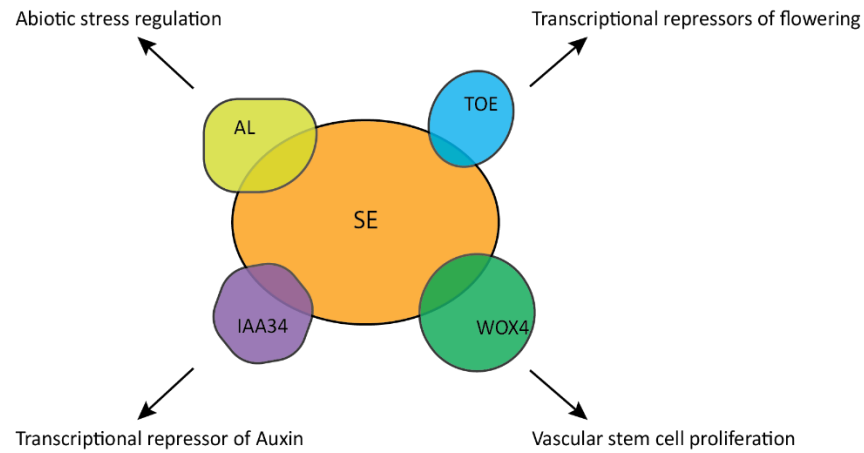 Abiotic stress regulation
Transcriptional repressors of flowering
TOE
AL
SE
IAA34
WOX4
Transcriptional repressor of Auxin
Vascular stem cell proliferation